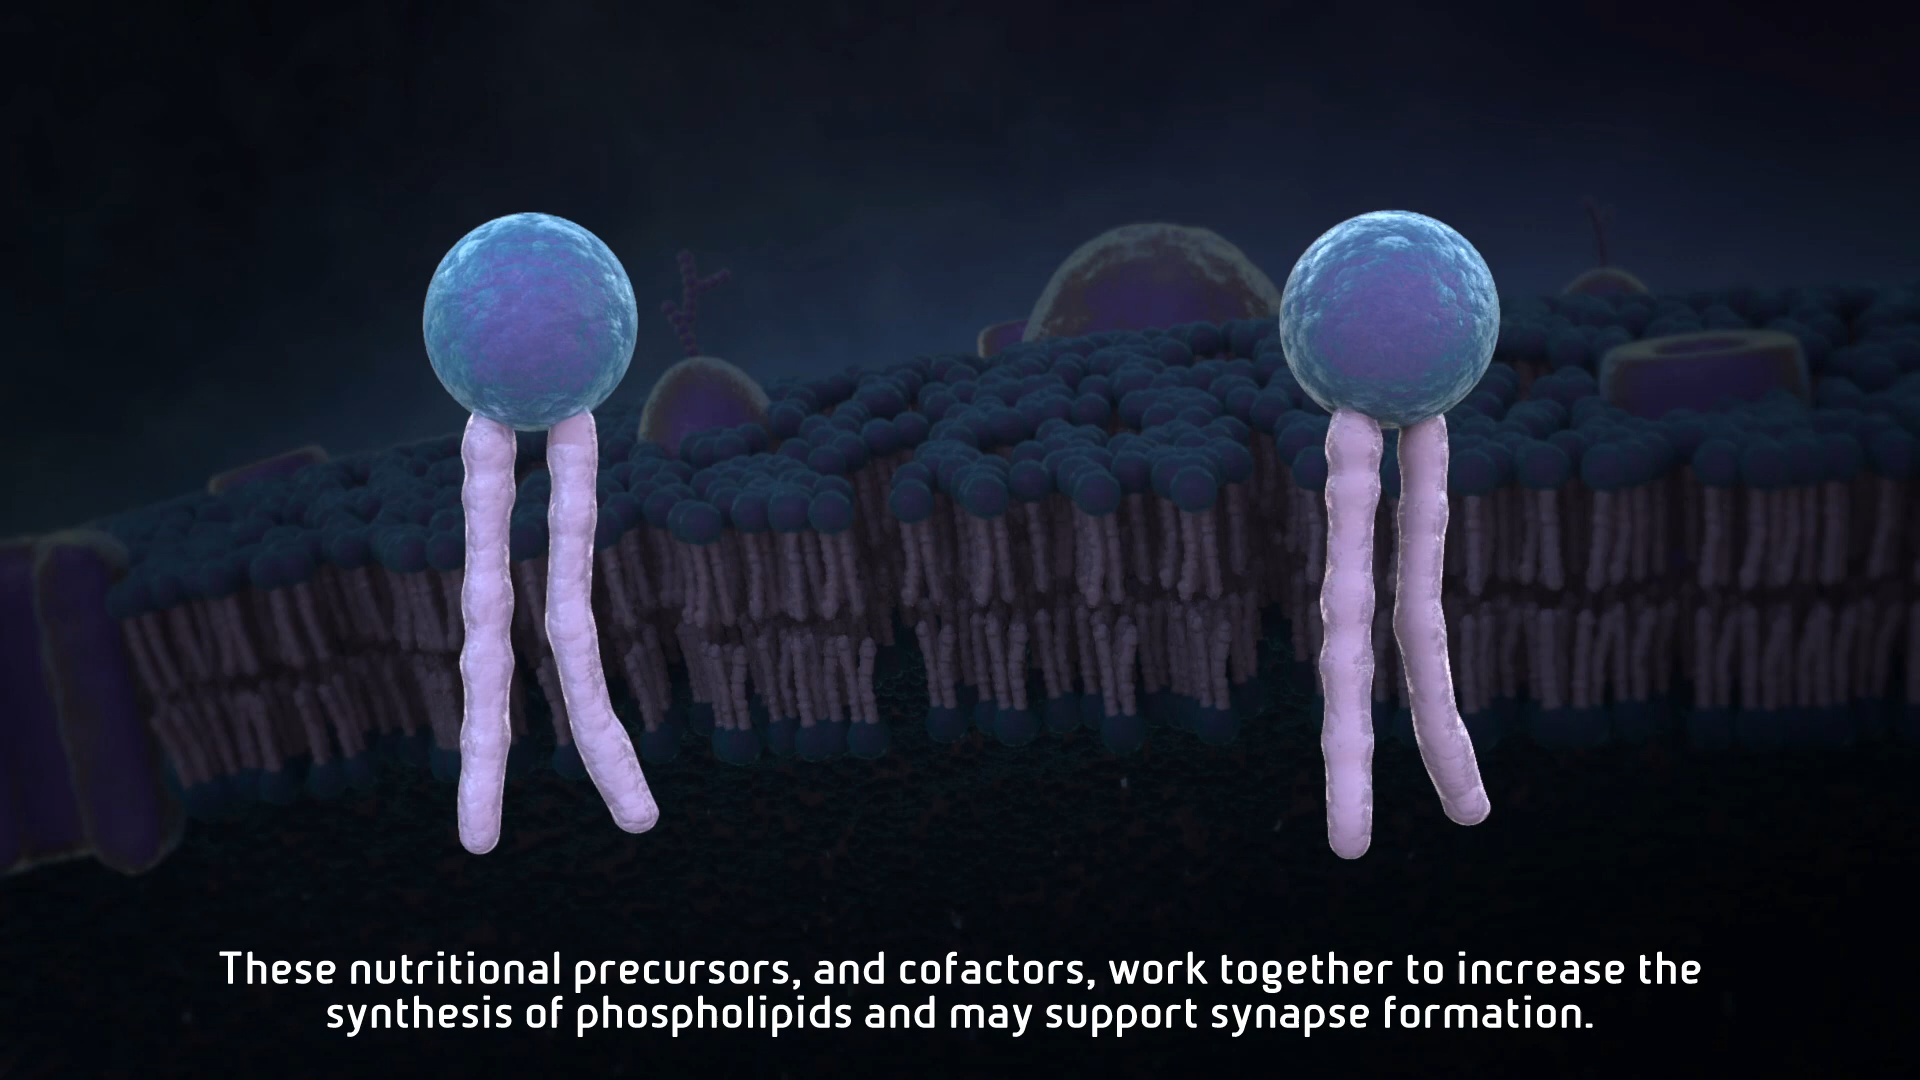 These nutritional precursors, and cofactors, work together to increase the
synthesis of phospholipids and may support synapse formation.